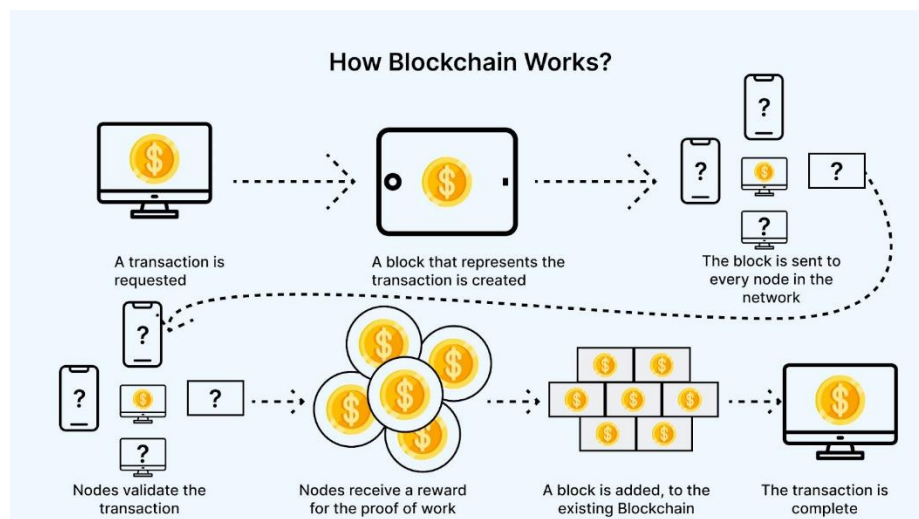 How Blockchain Works?
?
?
?
$
$
$
?
A transaction is
requested
A block that represents the
transaction is created
The block is sent to
every node in the
network
?
?
$
?
?
$
$
$
$
$
$
$
$
$
$
$
$
$
Nodes validate the
transaction
Nodes receive a reward
for the proof of work
A block is added, to the
existing Blockchain
The transaction is
complete